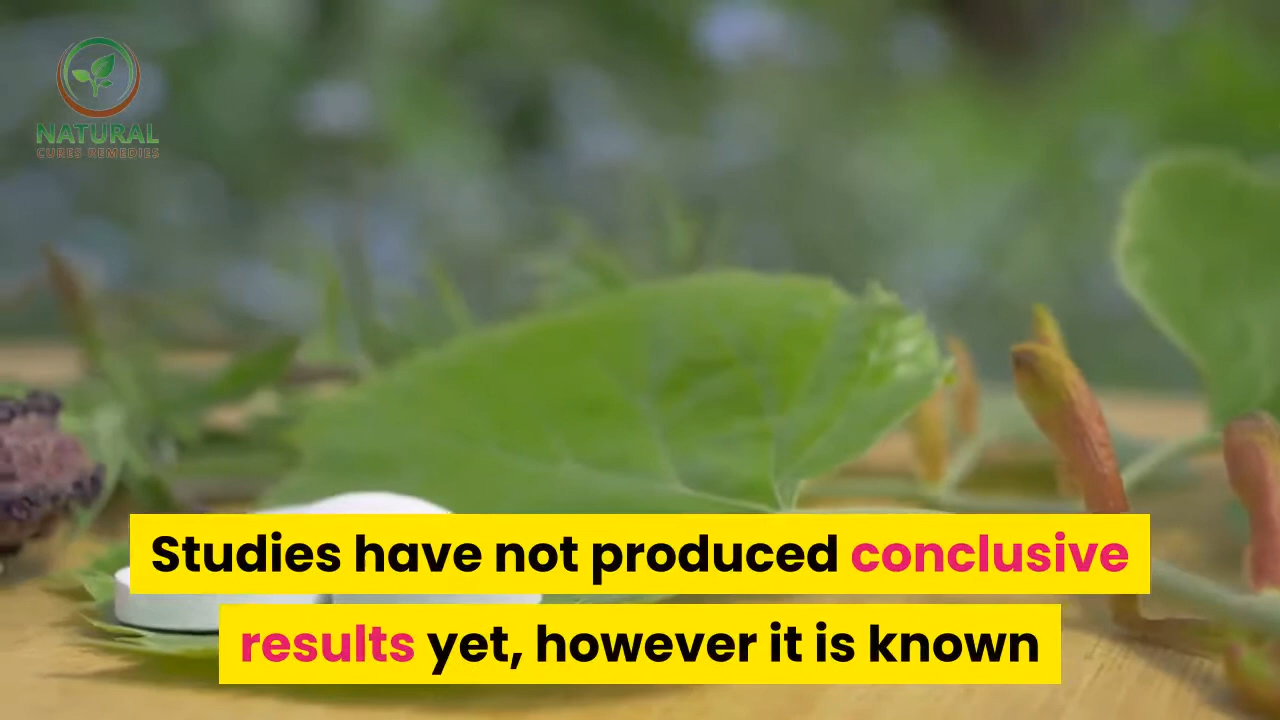 NATURAL
CURES REMEDIES
Studies have not produced conclusive
results yet, however it is known